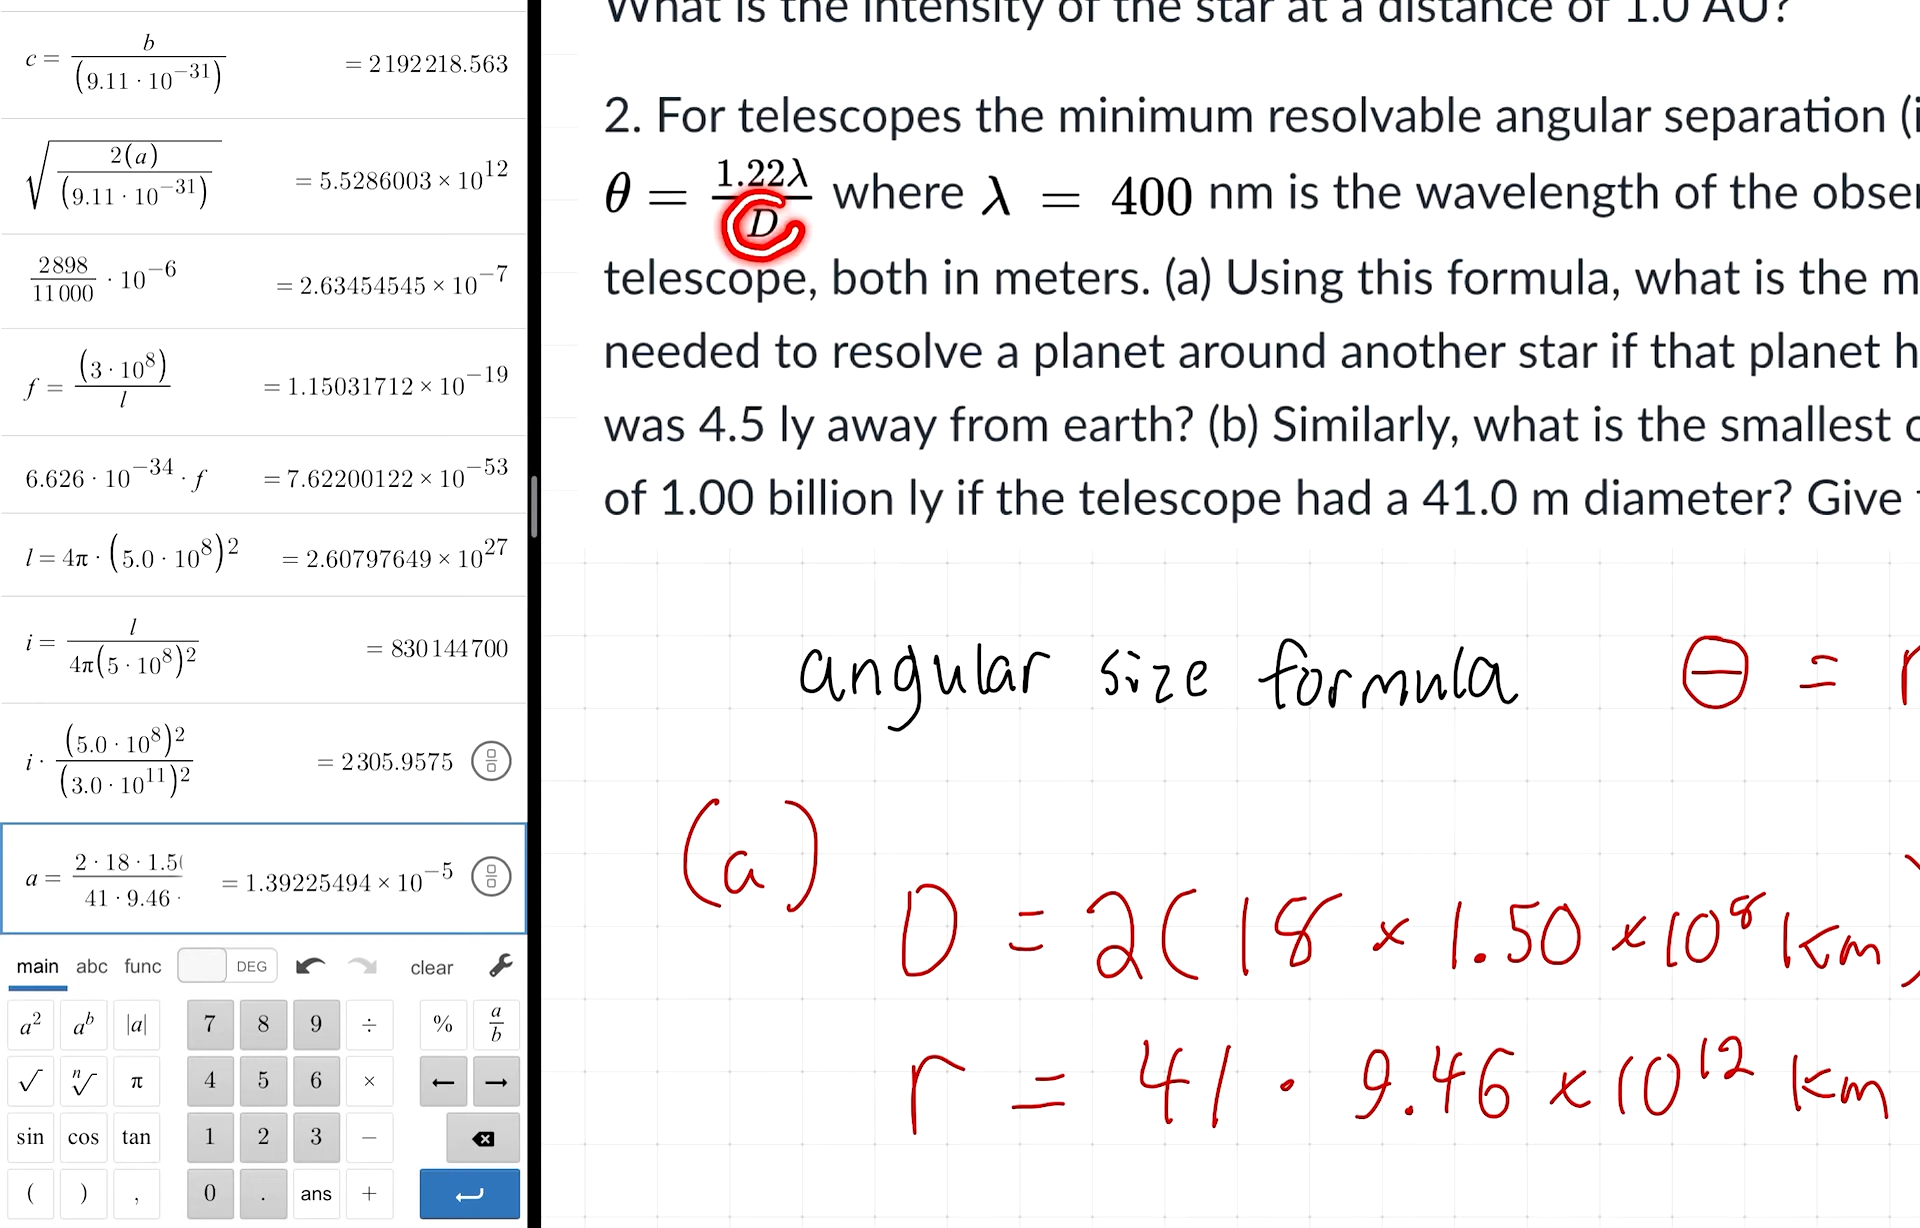 c = b / (9.11 · 10^−31) = 2192218.563
√(2(a) / (9.11 · 10^−31)) = 5.5286003 × 10^12
2898 / 11000 · 10^−6 = 2.63454545 × 10^−7
f = (3 · 10^8) / l = 1.15031712 × 10^−19
6.626 · 10^−34 · f = 7.62200122 × 10^−53
l = 4π · (5.0 · 10^8)^2 = 2.60797649 × 10^27
i = l / 4π(5 · 10^8)^2 = 830144700
i · (5.0 · 10^8)^2 / (3.0 · 10^11)^2 = 2305.9575
a = 2 · 18 · 1.5( / 41 · 9.46 · = 1.39225494 × 10^−5
main abc func DEG clear
a^2 a^b |a| 7 8 9 ÷ % a/b
√ ⁿ√ π 4 5 6 × ← →
sin cos tan 1 2 3 −
( ) , 0 . ans +
What is the intensity of the star at a distance of 1.0 AU?
2. For telescopes the minimum resolvable angular separation (i
θ = 1.22λ / D where λ = 400 nm is the wavelength of the obser
telescope, both in meters. (a) Using this formula, what is the m
needed to resolve a planet around another star if that planet h
was 4.5 ly away from earth? (b) Similarly, what is the smallest
of 1.00 billion ly if the telescope had a 41.0 m diameter? Give
angular size formula θ =
(a)
D = 2(18 × 1.50 × 10^8 km)
r = 41 · 9.46 × 10^12 km